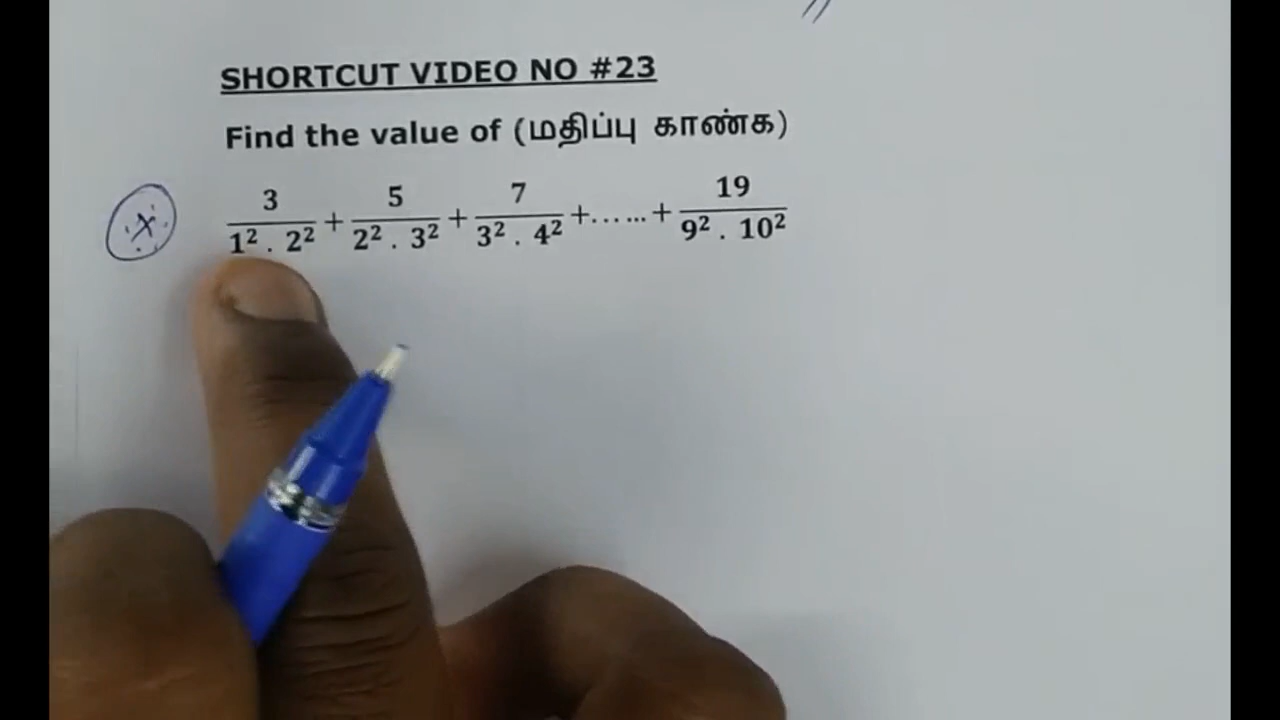 SHORTCUT VIDEO NO #23
Find the value of (மதிப்பு காண்க)
3/(1² . 2²) + 5/(2² . 3²) + 7/(3² . 4²) +...... + 19/(9² . 10²)